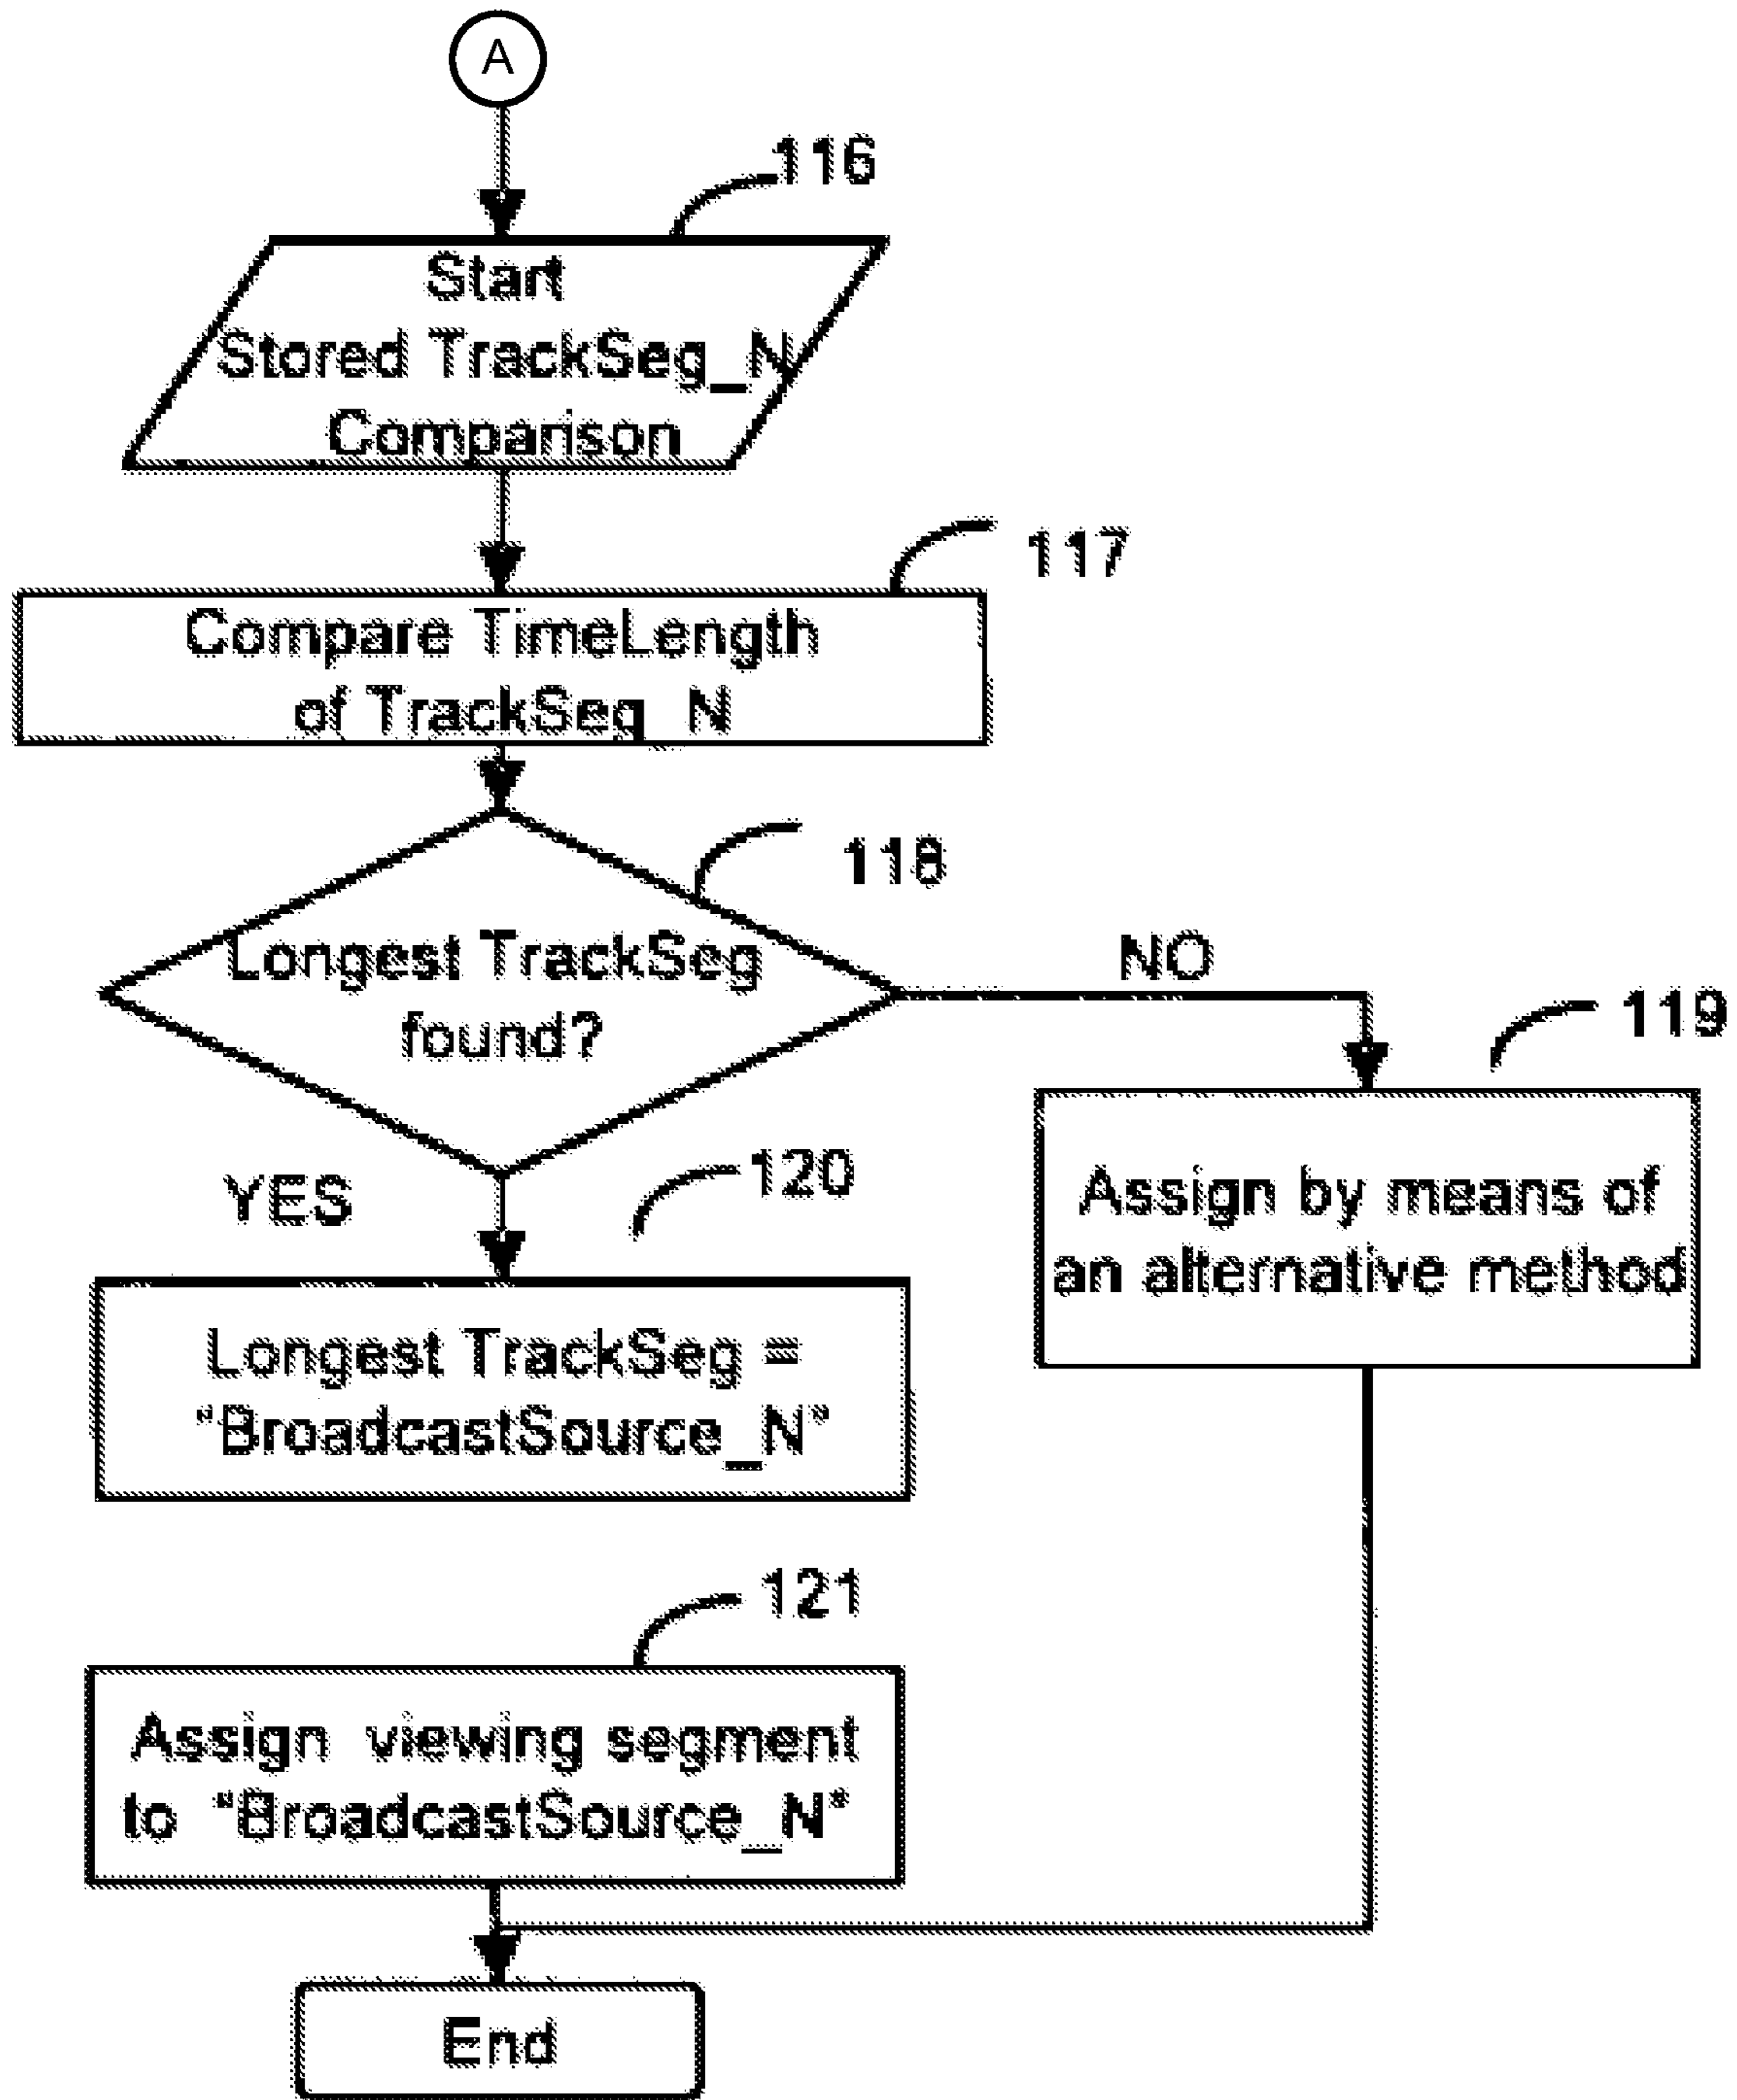 A
116
Start
Stored TrackSeg_N
Comparison
117
Compare TimeLength
of TrackSeg_N
118
Longest TrackSeg
found?
NO
119
Assign by means of
an alternative method
YES
120
Longest TrackSeg =
"BroadcastSource_N"
121
Assign viewing segment
to "BroadcastSource_N"
End